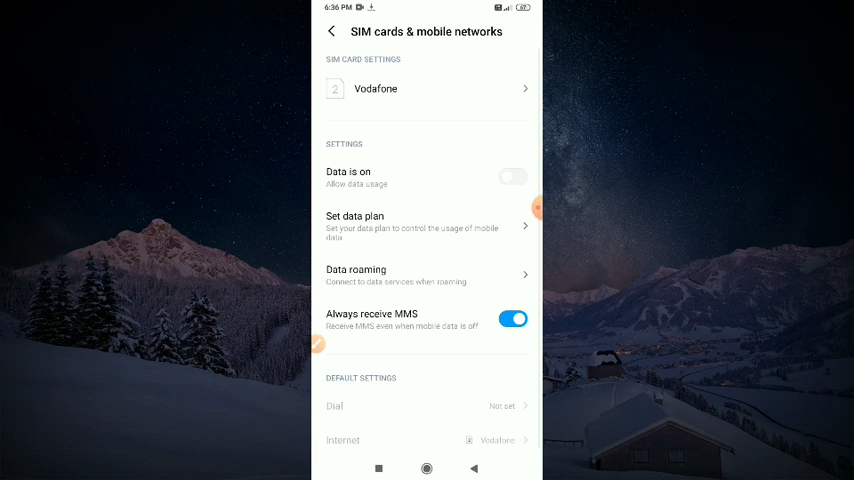 6:36 PM
67
SIM cards & mobile networks
SIM CARD SETTINGS
2
Vodafone
SETTINGS
Data is on
Allow data usage
Set data plan
Set your data plan to control the usage of mobile
data
Data roaming
Connect to data services when roaming
Always receive MMS
Receive MMS even when mobile data is off
DEFAULT SETTINGS
Dial
Not set
Internet
Vodafone